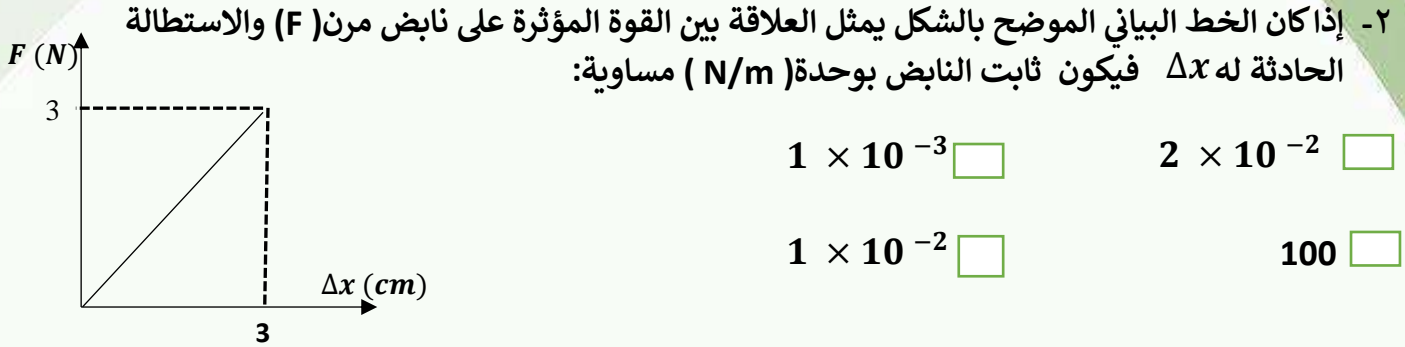 ٢- إذا كان الخط البياني الموضح بالشكل يمثل العلاقة بين القوة المؤثرة على نابض مرن( F) والاستطالة
الحادثة له Δx فيكون ثابت النابض بوحدة( N/m ) مساوية:
2 × 10 ⁻²
1 × 10 ⁻³
100
1 × 10 ⁻²
F (N)
3
Δx (cm)
3